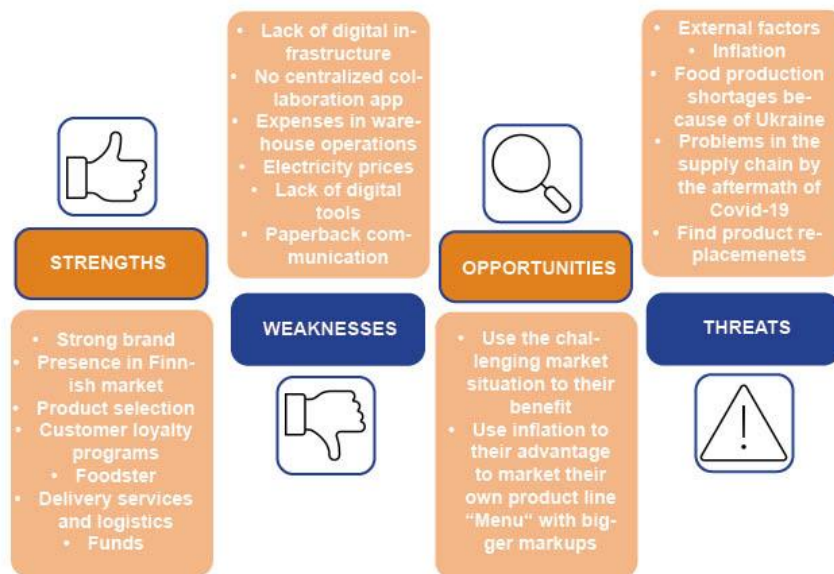 STRENGTHS
• Strong brand
• Presence in Finn-
ish market
• Product selection
• Customer loyalty
programs
• Foodster
• Delivery services
and logistics
• Funds
• Lack of digital in-
frastructure
• No centralized col-
laboration app
• Expenses in ware-
house operations
• Electricity prices
• Lack of digital
tools
• Paperback com-
munication
WEAKNESSES
OPPORTUNITIES
• Use the chal-
lenging market
situation to their
benefit
• Use inflation to
their advantage
to market their
own product line
“Menu“ with big-
ger markups
• External factors
• Inflation
• Food production
shortages be-
cause of Ukraine
• Problems in the
supply chain by
the aftermath of
Covid-19
• Find product re-
placemenets
THREATS